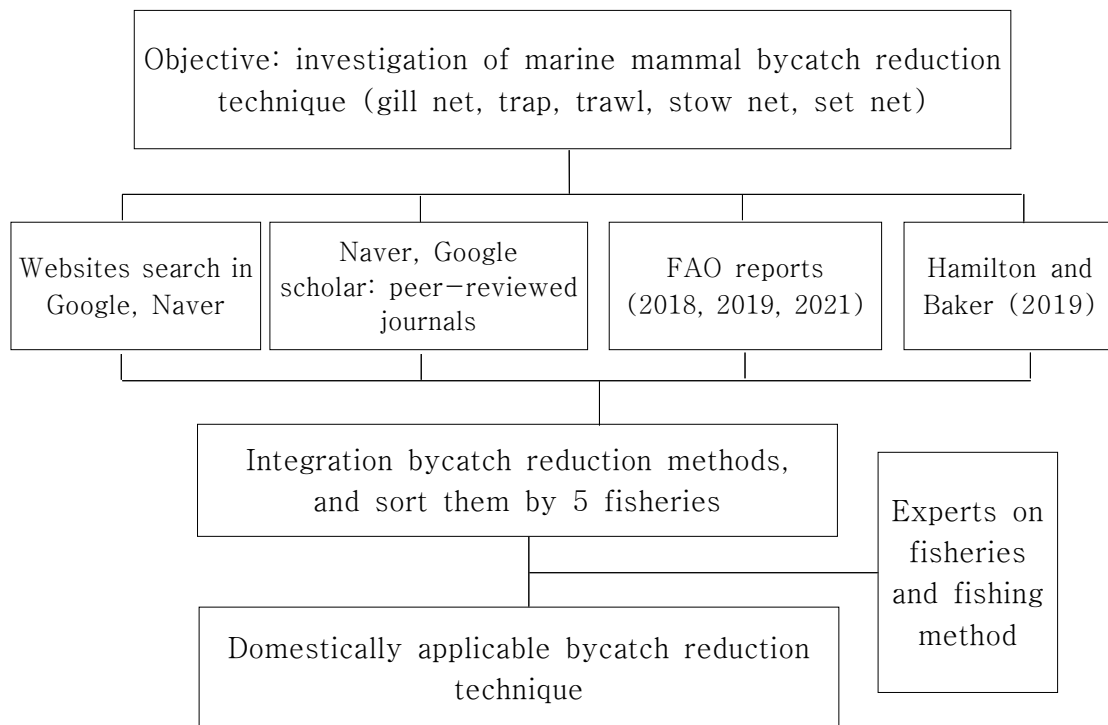 Objective: investigation of marine mammal bycatch reduction
technique (gill net, trap, trawl, stow net, set net)
Websites search in
Google, Naver
Naver, Google
scholar: peer-reviewed
journals
FAO reports
(2018, 2019, 2021)
Hamilton and
Baker (2019)
Integration bycatch reduction methods,
and sort them by 5 fisheries
Experts on
fisheries
and fishing
method
Domestically applicable bycatch reduction
technique